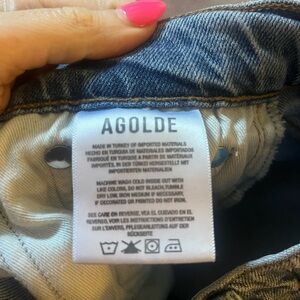 AGOLDE
MADE IN TURKEY OF IMPORTED MATERIALS
HECHO EN TURQUIA DE MATERIALES IMPORTADOS
FABRIQUÉ EN TURQUIE À PARTIR DE MATÉRIAUX
IMPORTÉS, IN DER TÜRKEI MIT
IMPORTIERTEN MATERIALIEN
MACHINE WASH COLD INSIDE OUT WITH
LIKE COLORS, DO NOT BLEACH, TUMBLE
DRY LOW, IRON MEDIUM IF NECESSARY,
IF DECORATED OR PRINTED DO NOT IRON
SEE CARE ON REVERSE, VEA EL CUIDADO EN EL
REVERSO, VOIR LES INSTRUCTIONS D'ENTRETIEN
SUR L'ENVERS, PFLEGEANLEITUNG AUF DER
RÜCKSEITE